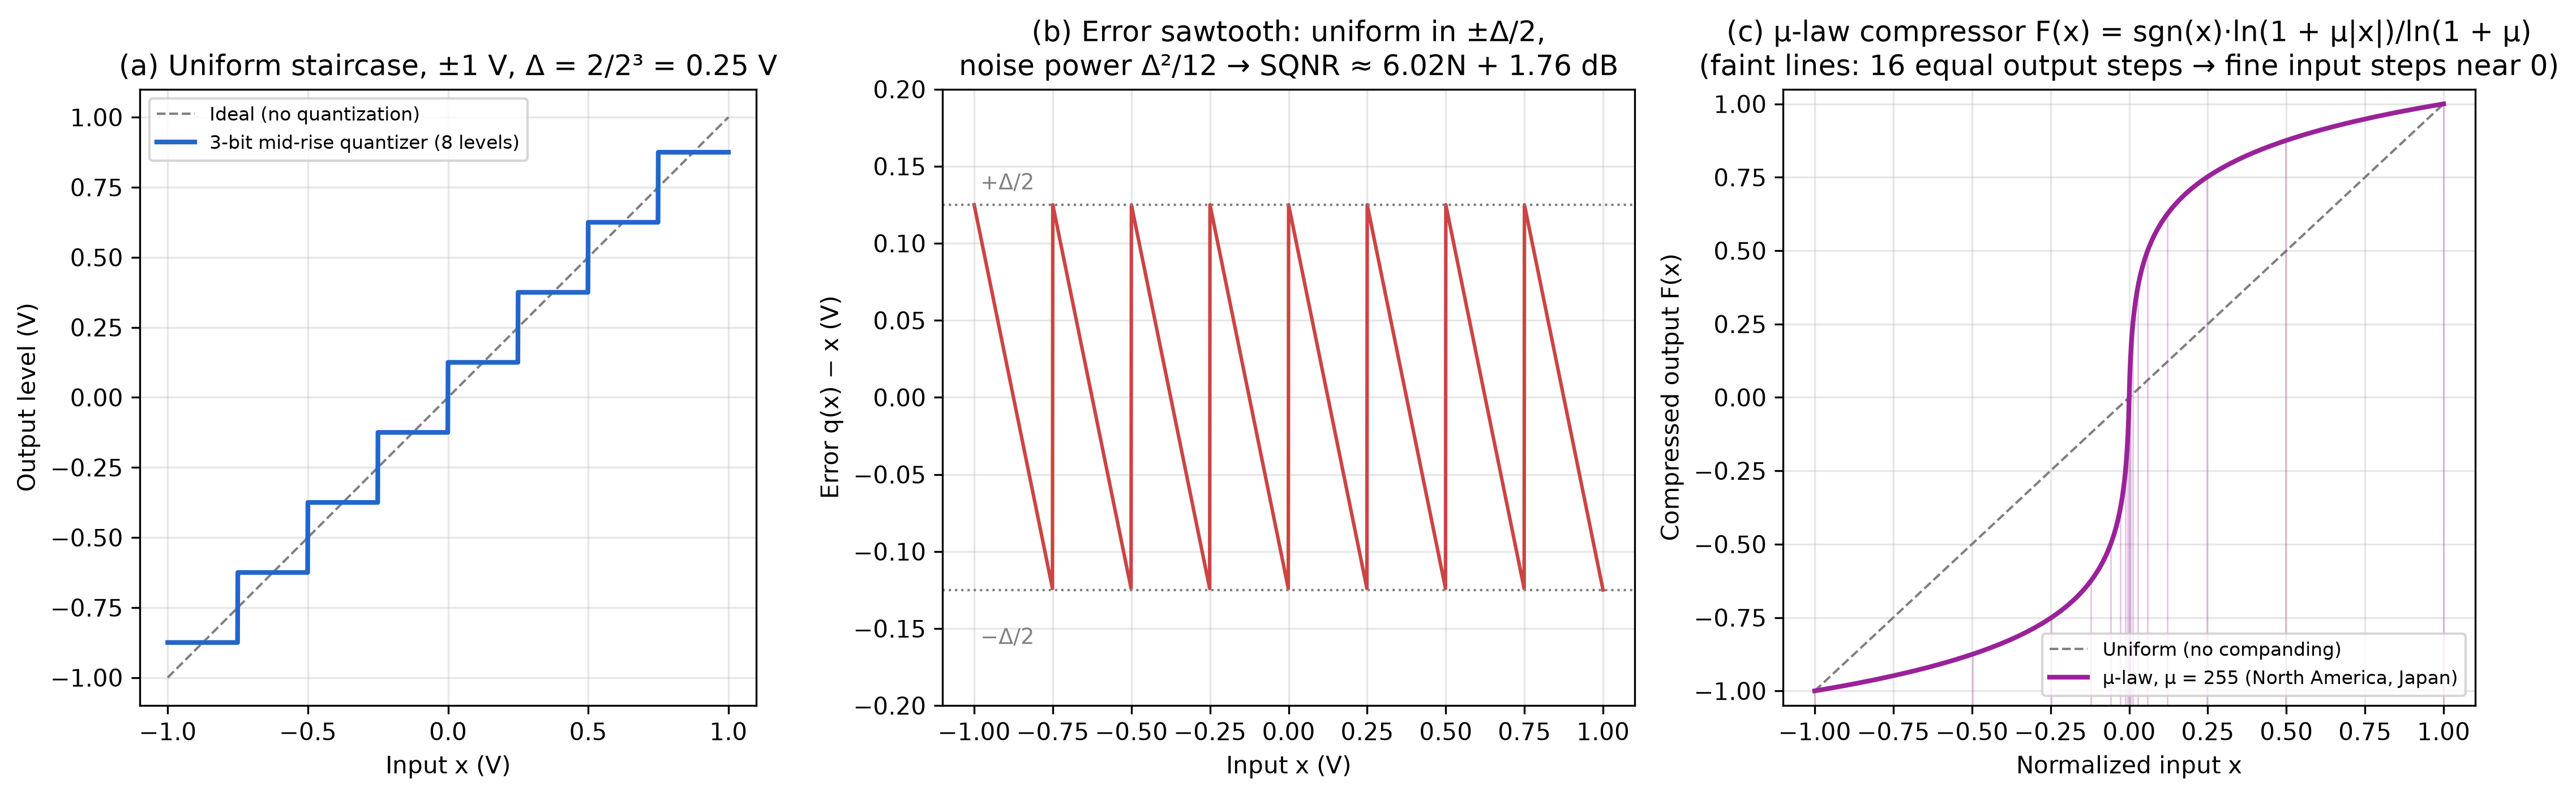 (a) Uniform staircase, ±1 V, Δ = 2/2³ = 0.25 V
Ideal (no quantization)
3-bit mid-rise quantizer (8 levels)
Output level (V)
1.00
0.75
0.50
0.25
0.00
−0.25
−0.50
−0.75
−1.00
−1.0
−0.5
0.0
0.5
1.0
Input x (V)
(b) Error sawtooth: uniform in ±Δ/2,
noise power Δ²/12 → SQNR ≈ 6.02N + 1.76 dB
Error q(x) − x (V)
0.20
0.15
0.10
0.05
0.00
−0.05
−0.10
−0.15
−0.20
+Δ/2
−Δ/2
−1.00
−0.75
−0.50
−0.25
0.00
0.25
0.50
0.75
1.00
Input x (V)
(c) μ-law compressor F(x) = sgn(x)·ln(1 + μ|x|)/ln(1 + μ)
(faint lines: 16 equal output steps → fine input steps near 0)
Compressed output F(x)
1.00
0.75
0.50
0.25
0.00
−0.25
−0.50
−0.75
−1.00
Uniform (no companding)
μ-law, μ = 255 (North America, Japan)
−1.00
−0.75
−0.50
−0.25
0.00
0.25
0.50
0.75
1.00
Normalized input x